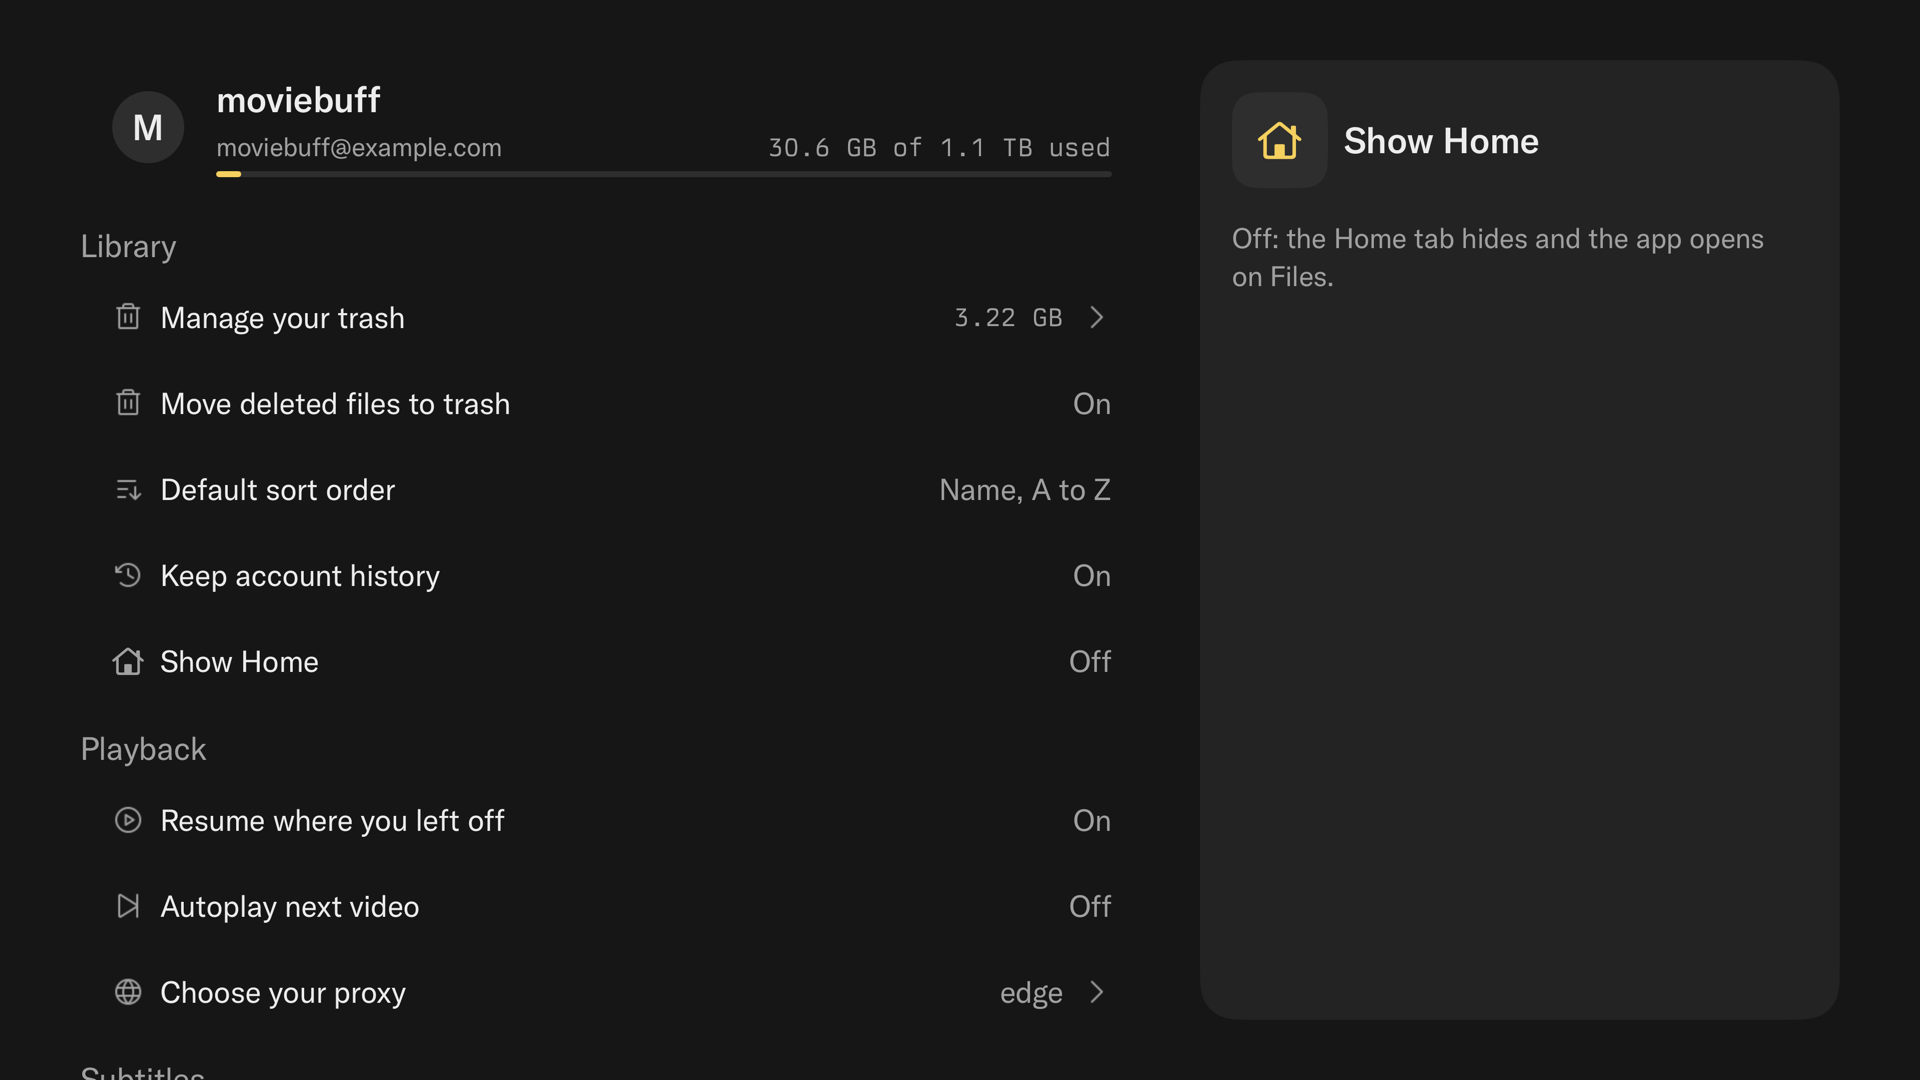 M
moviebuff
moviebuff@example.com
30.6 GB of 1.1 TB used
Library
Manage your trash
3.22 GB
Move deleted files to trash
On
Default sort order
Name, A to Z
Keep account history
On
Show Home
Off
Playback
Resume where you left off
On
Autoplay next video
Off
Choose your proxy
edge
Subtitles
Show Home
Off: the Home tab hides and the app opens
on Files.